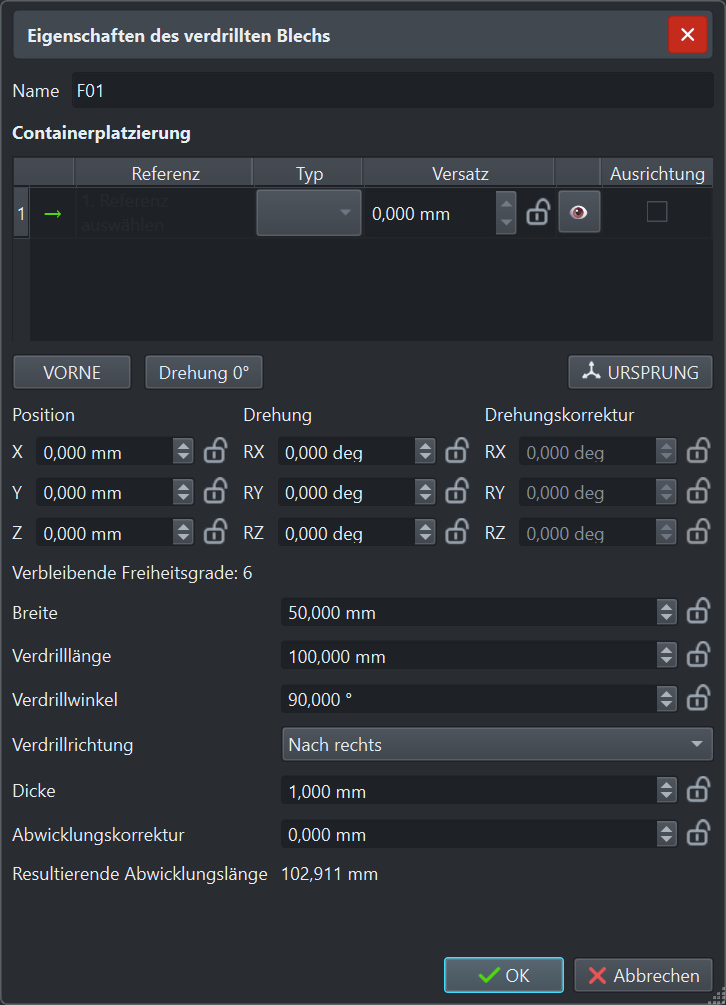 Eigenschaften des verdrillten Blechs
Name F01
Containerplatzierung
Referenz Typ Versatz Ausrichtung
1 1. Referenz auswählen 0,000 mm
VORNE Drehung 0° URSPRUNG
Position Drehung Drehungskorrektur
X 0,000 mm RX 0,000 deg RX 0,000 deg
Y 0,000 mm RY 0,000 deg RY 0,000 deg
Z 0,000 mm RZ 0,000 deg RZ 0,000 deg
Verbleibende Freiheitsgrade: 6
Breite 50,000 mm
Verdrilllänge 100,000 mm
Verdrillwinkel 90,000 °
Verdrillrichtung Nach rechts
Dicke 1,000 mm
Abwicklungskorrektur 0,000 mm
Resultierende Abwicklungslänge 102,911 mm
OK Abbrechen